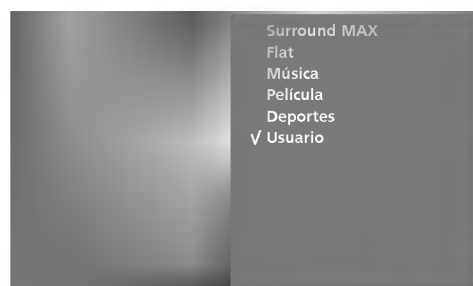 Surround MAX
Flat
Música
Película
Deportes
√ Usuario